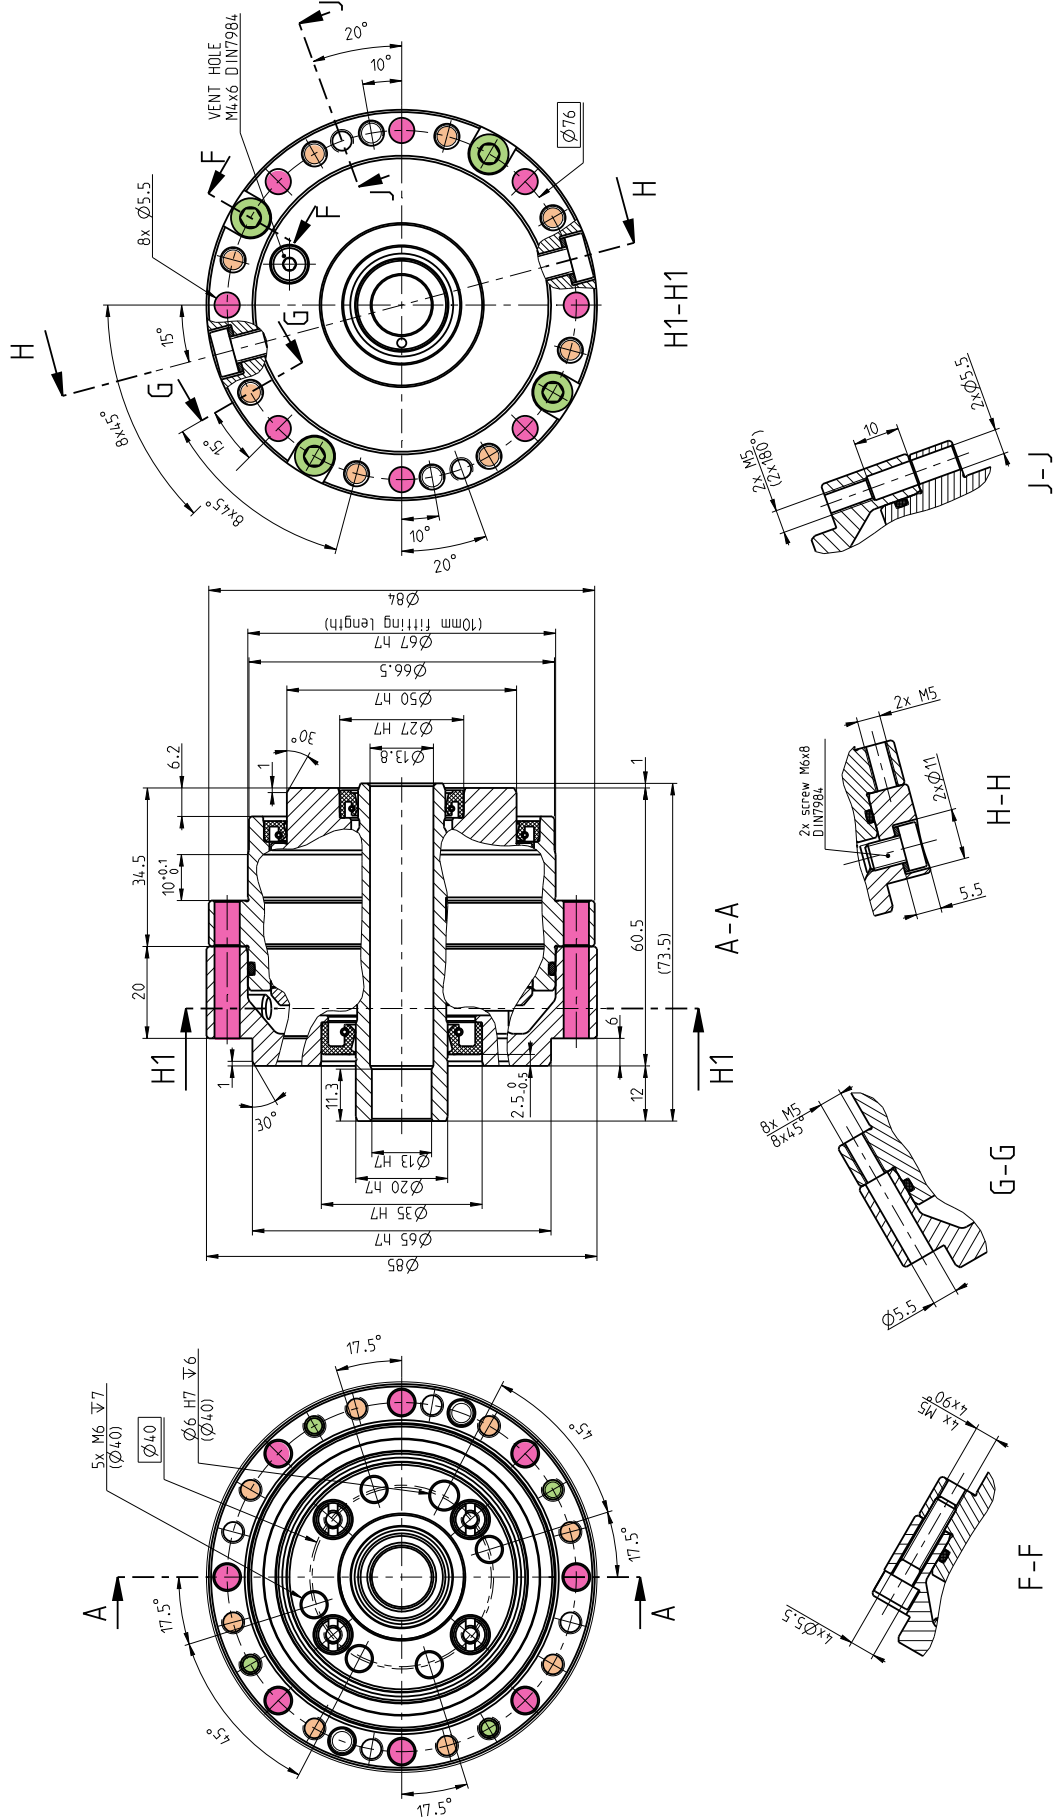 J
20°
10°
VENT HOLE
M4x6 DIN7984
F
8x Ø5.5
Ø76
J
F
H
H
H1-H1
15°
G
G
8x45°
15°
8x45°
10°
20°
10
2xØ5.5
2x M5
(2x180°)
J-J
Ø84
(10mm fitting length)
Ø67 h7
Ø66.5
Ø50 h7
Ø27 H7
Ø13.8
30°
6.2
1
1
34.5
10+0.1 0
20
60.5
(73.5)
A-A
H1
H1
1
30°
11.3
2.5 0 -0.5
6
12
Ø13 H7
Ø20 h7
Ø35 H7
Ø65 h7
Ø85
2x M5
2x screw M6x8
DIN7984
2xØ11
5.5
H-H
8x M5
8x45°
Ø5.5
G-G
17.5°
5x M6 ↧7
(Ø40)
Ø40
Ø6 H7 ↧6
(Ø40)
45°
17.5°
A
A
17.5°
45°
17.5°
4x M5
4x90°
4xØ5.5
F-F